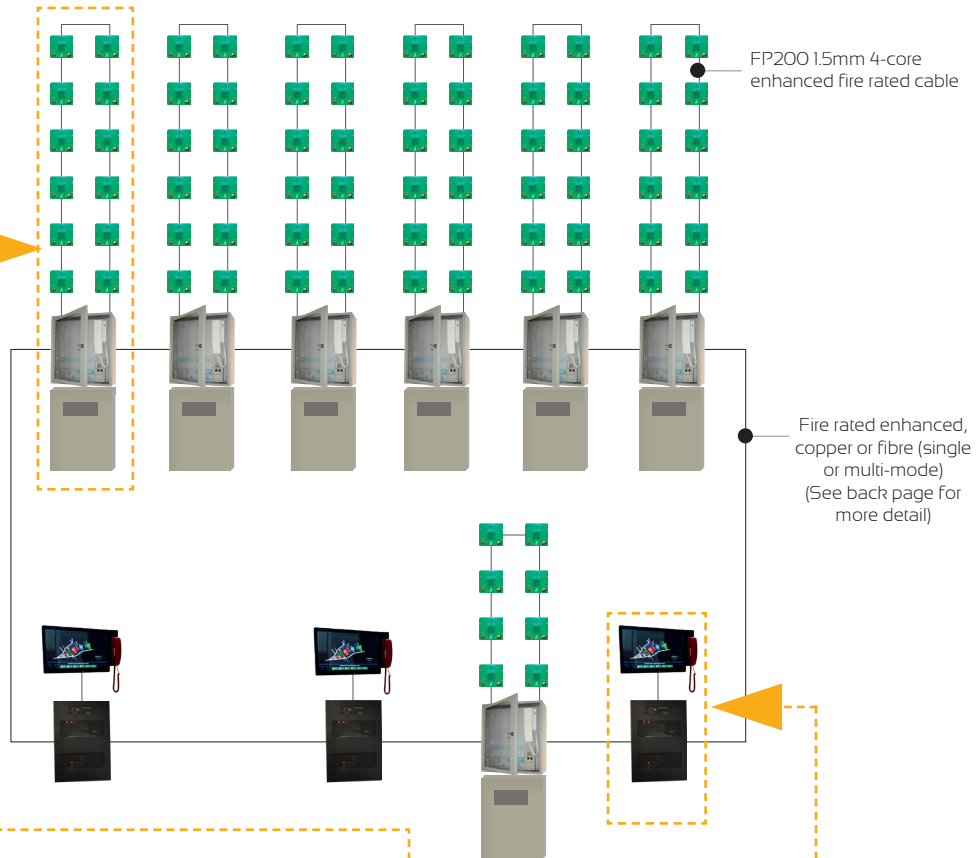 FP200 1.5mm 4-core
enhanced fire rated cable
Fire rated enhanced,
copper or fibre (single
or multi-mode)
(See back page for
more detail)